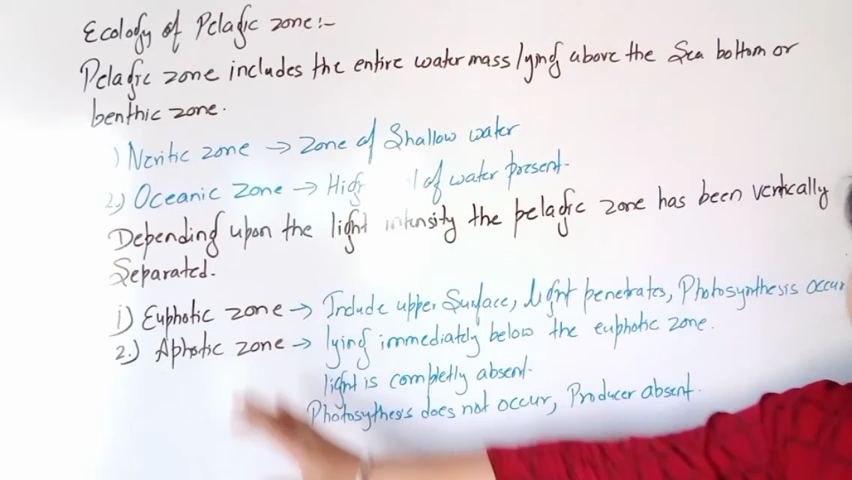 Ecology of Pelagic zone:-
Pelagic zone includes the entire water mass lying above the Sea bottom or
benthic zone.
1) Neritic zone → Zone of Shallow water
2.) Oceanic zone → of water present.
Depending upon the light intensity the pelagic zone has been vertically
Separated.
1) Euphotic zone → Include upper Surface, light penetrates, Photosynthesis occur
2.) Aphotic zone → lying immediately below the euphotic zone.
light is completly absent.
Photosythesis does not occur, Producer absent.